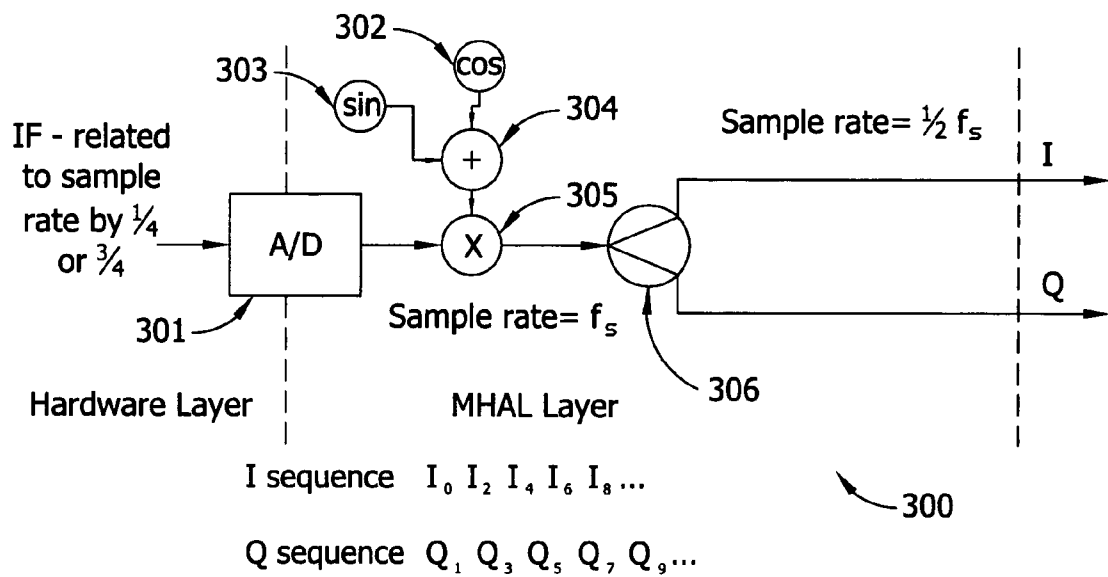 302
cos
303
sin
304
+
IF - related
to sample
rate by ¼
or ¾
Sample rate= ½ fₛ
I
305
A/D
X
Q
301
Sample rate= fₛ
306
Hardware Layer
MHAL Layer
I sequence I₀ I₂ I₄ I₆ I₈ ...
300
Q sequence Q₁ Q₃ Q₅ Q₇ Q₉ ...